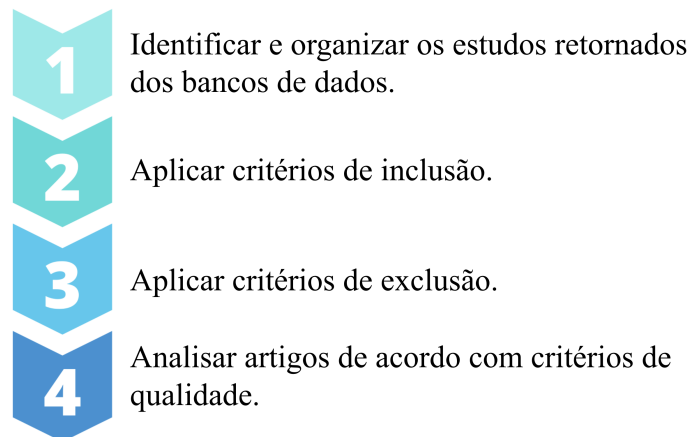 1
Identificar e organizar os estudos retornados
dos bancos de dados.
2
Aplicar critérios de inclusão.
3
Aplicar critérios de exclusão.
4
Analisar artigos de acordo com critérios de
qualidade.